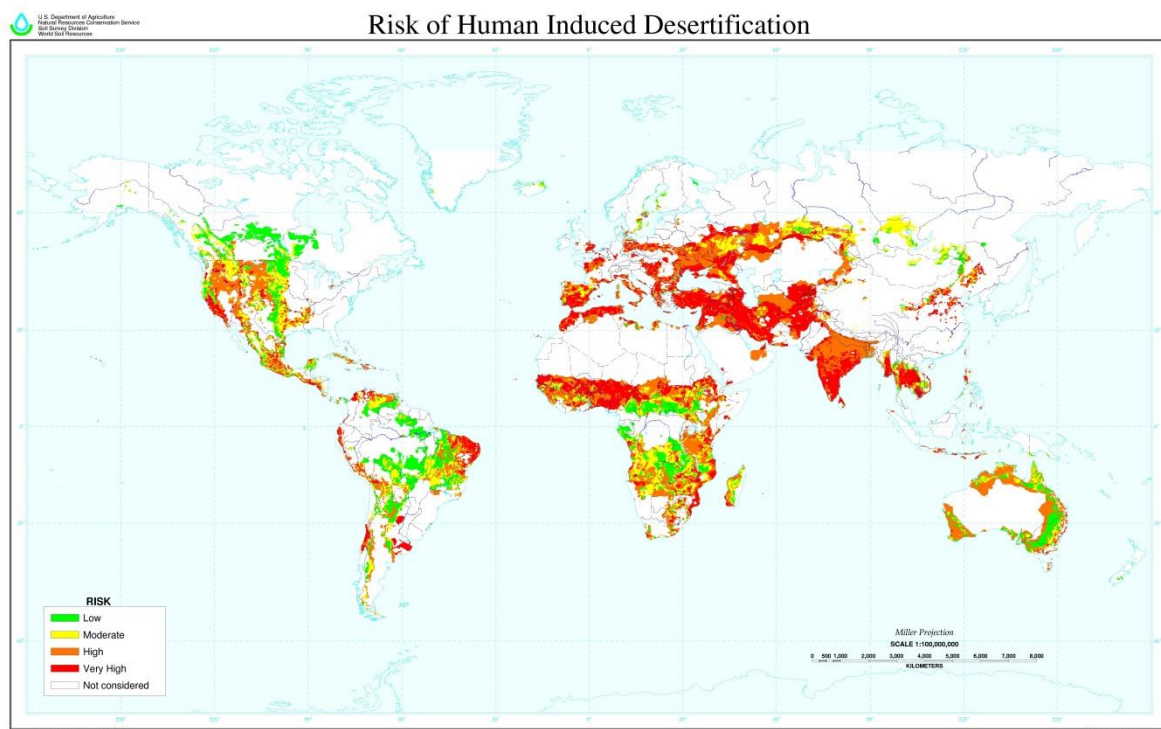 U.S. Department of Agriculture
Natural Resources Conservation Service
Soil Survey Division
World Soil Resources
Risk of Human Induced Desertification
RISK
Low
Moderate
High
Very High
Not considered
Miller Projection
SCALE 1:100,000,000
0 500 1,000 2,000 3,000 4,000 5,000 6,000 7,000 8,000
KILOMETERS